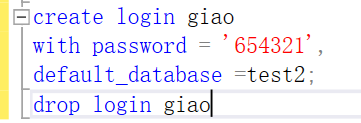 create login giao
with password = '654321',
default_database =test2;
drop login giao